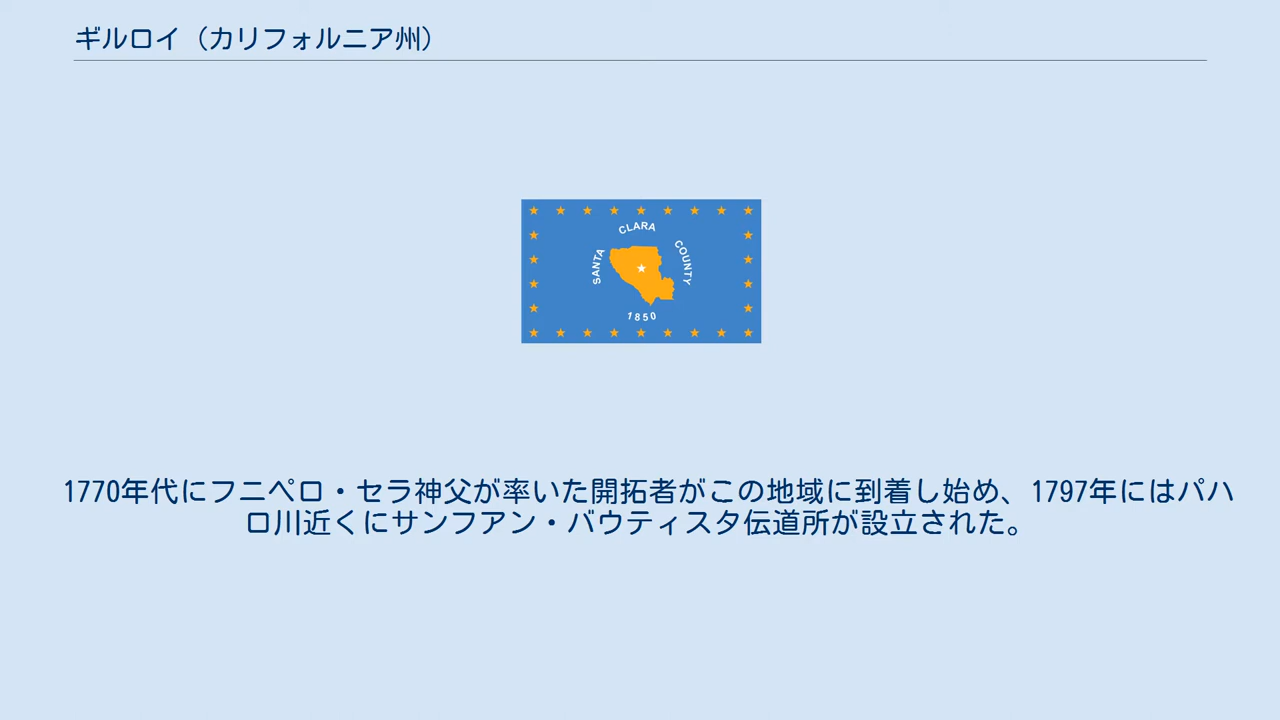 ギルロイ（カリフォルニア州）
CLARA
SANTA
COUNTY
1850
1770年代にフニペロ・セラ神父が率いた開拓者がこの地域に到着し始め、1797年にはパハ
ロ川近くにサンフアン・バウティスタ伝道所が設立された。